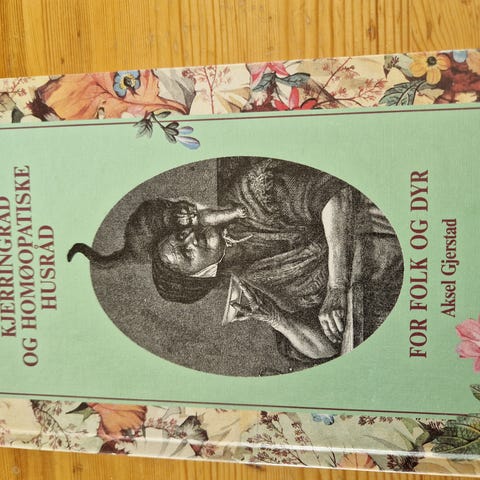 KJERRINGRÅD
OG HOMØOPATISKE
HUSRÅD
FOR FOLK OG DYR
Aksel Gjerstad